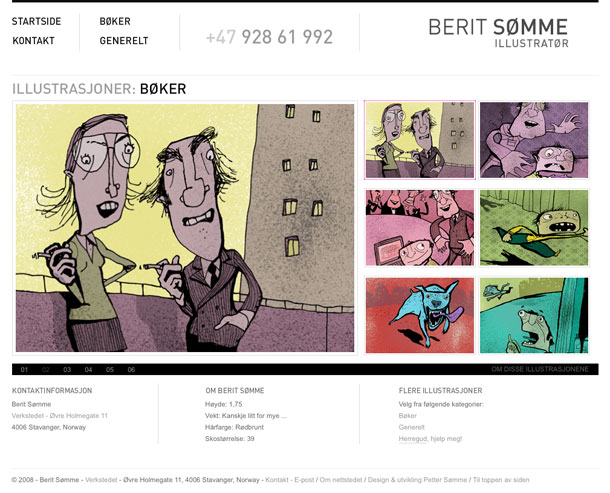 STARTSIDE
BØKER
KONTAKT
GENERELT
+47 928 61 992
BERIT SØMME
ILLUSTRATØR
ILLUSTRASJONER: BØKER
01 02 03 04 05 06
OM DISSE ILLUSTRASJONENE
KONTAKTINFORMASJON
Berit Sømme
Verkstedet - Øvre Holmegate 11
4006 Stavanger, Norway
OM BERIT SØMME
Høyde: 1,75
Vekt: Kanskje litt for mye ...
Hårfarge: Rødbrunt
Skostørrelse: 39
FLERE ILLUSTRASJONER
Velg fra følgende kategorier:
Bøker
Generelt
Herregud, hjelp meg!
© 2008 - Berit Sømme - Verkstedet - Øvre Holmegate 11, 4006 Stavanger, Norway - Kontakt - E-post / Om nettstedet / Design & utvikling Petter Sømme / Til toppen av siden